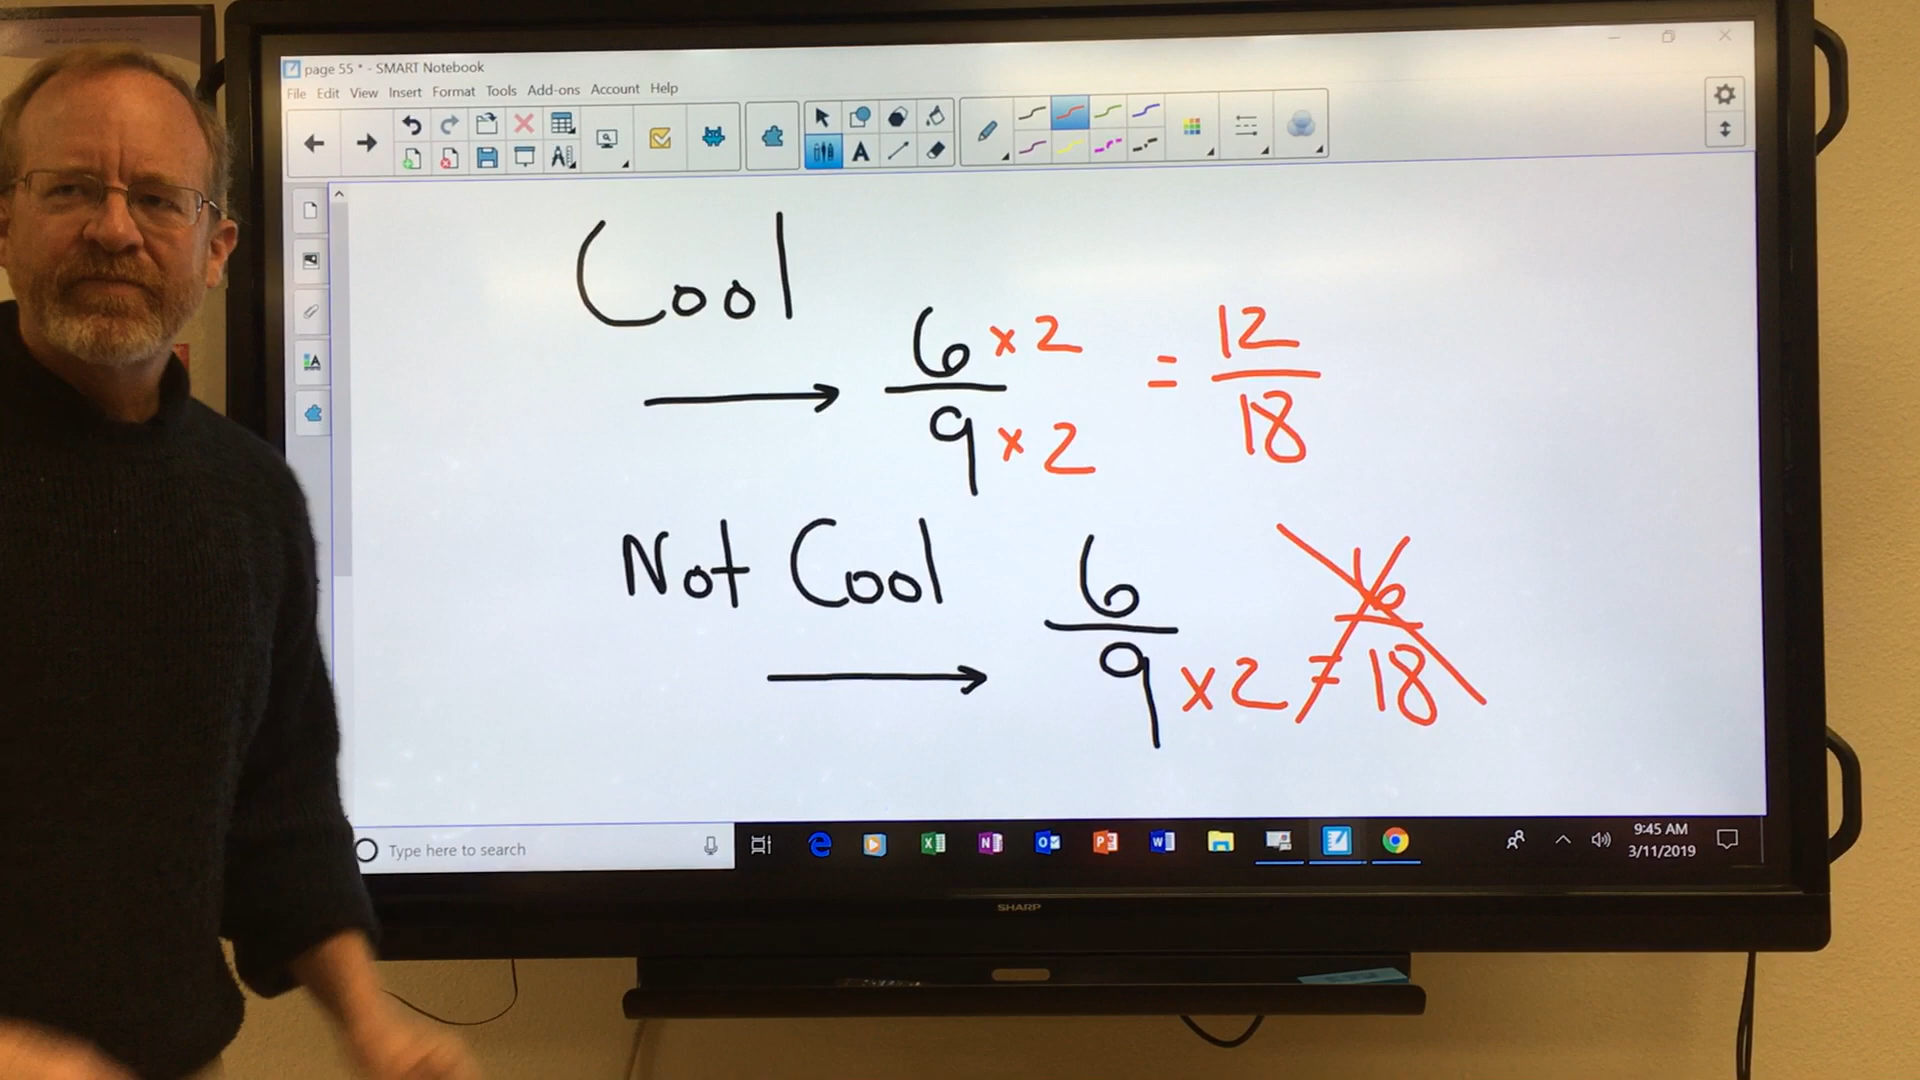 page 55 * - SMART Notebook
File Edit View Insert Format Tools Add-ons Account Help
Cool
6 x 2 = 12
9 x 2 18
Not Cool
6 16
9 x 2 = 18
Type here to search
9:45 AM
3/11/2019
SHARP